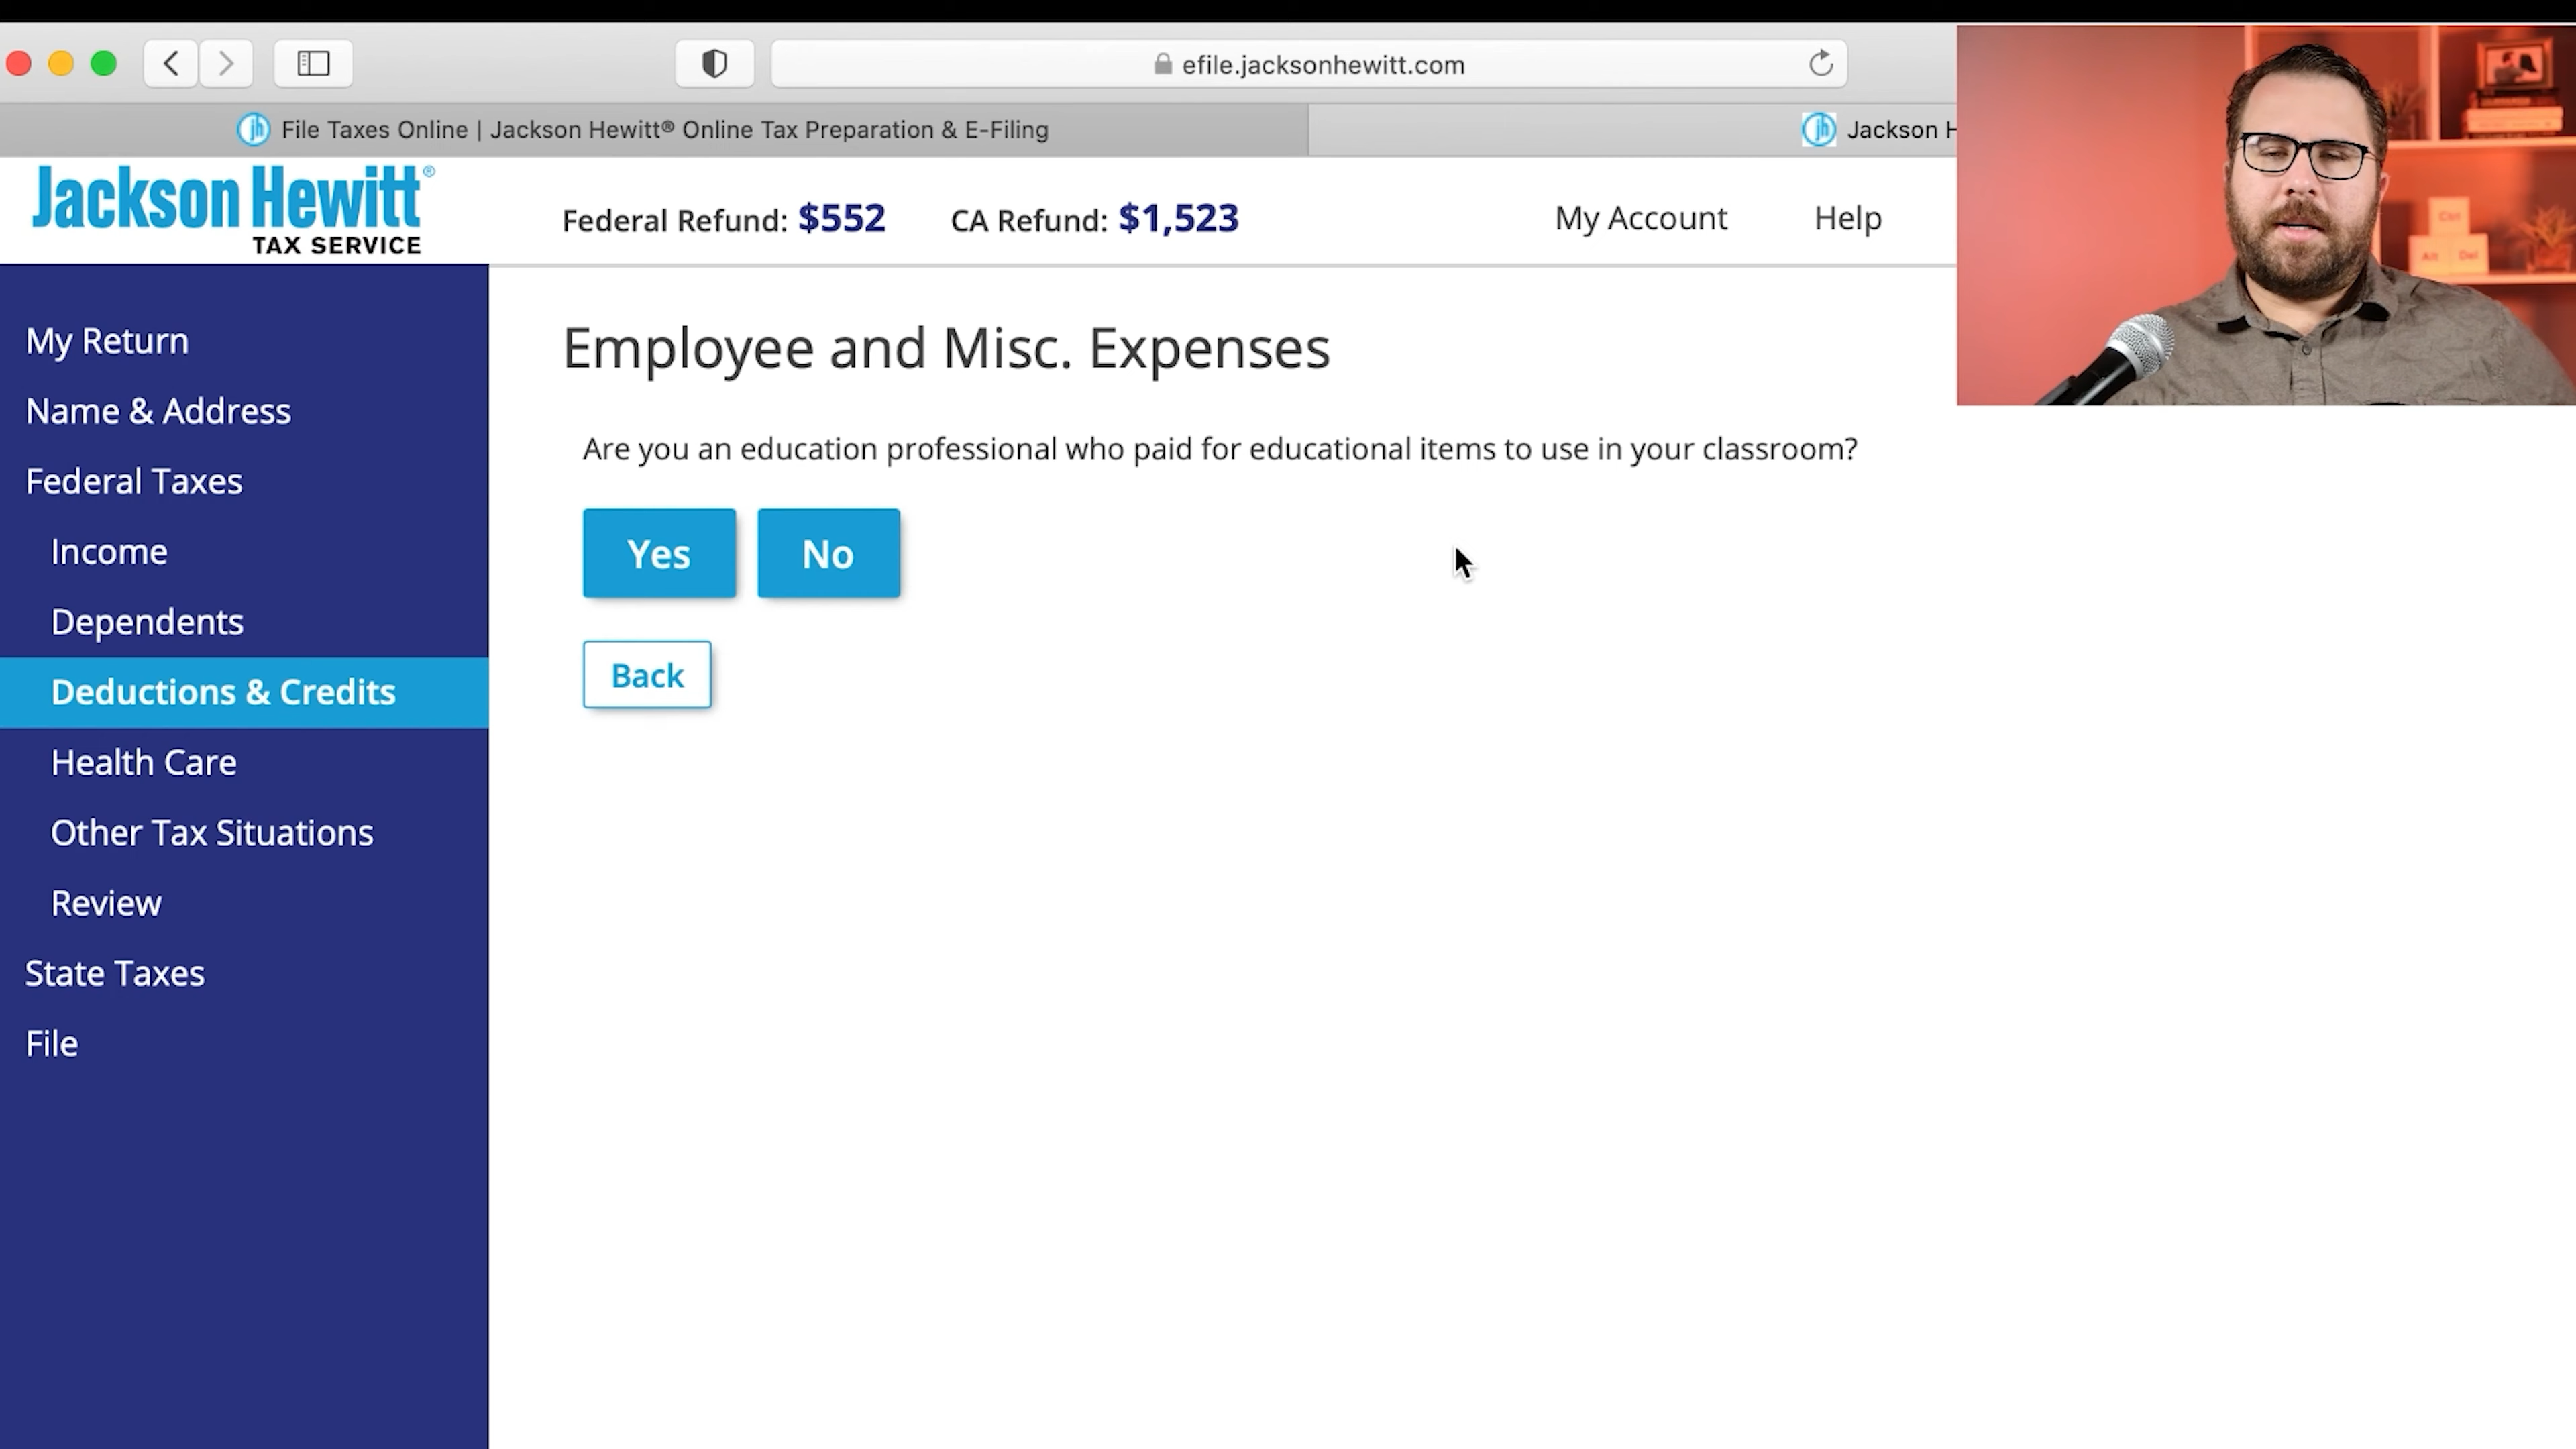 efile.jacksonhewitt.com
File Taxes Online | Jackson Hewitt® Online Tax Preparation & E-Filing
Jackson H
Jackson Hewitt®
TAX SERVICE
Federal Refund: $552 CA Refund: $1,523
My Account
Help
Ctrl
Alt Del
My Return
Name & Address
Federal Taxes
Income
Dependents
Deductions & Credits
Health Care
Other Tax Situations
Review
State Taxes
File
Employee and Misc. Expenses
Are you an education professional who paid for educational items to use in your classroom?
Yes No
Back